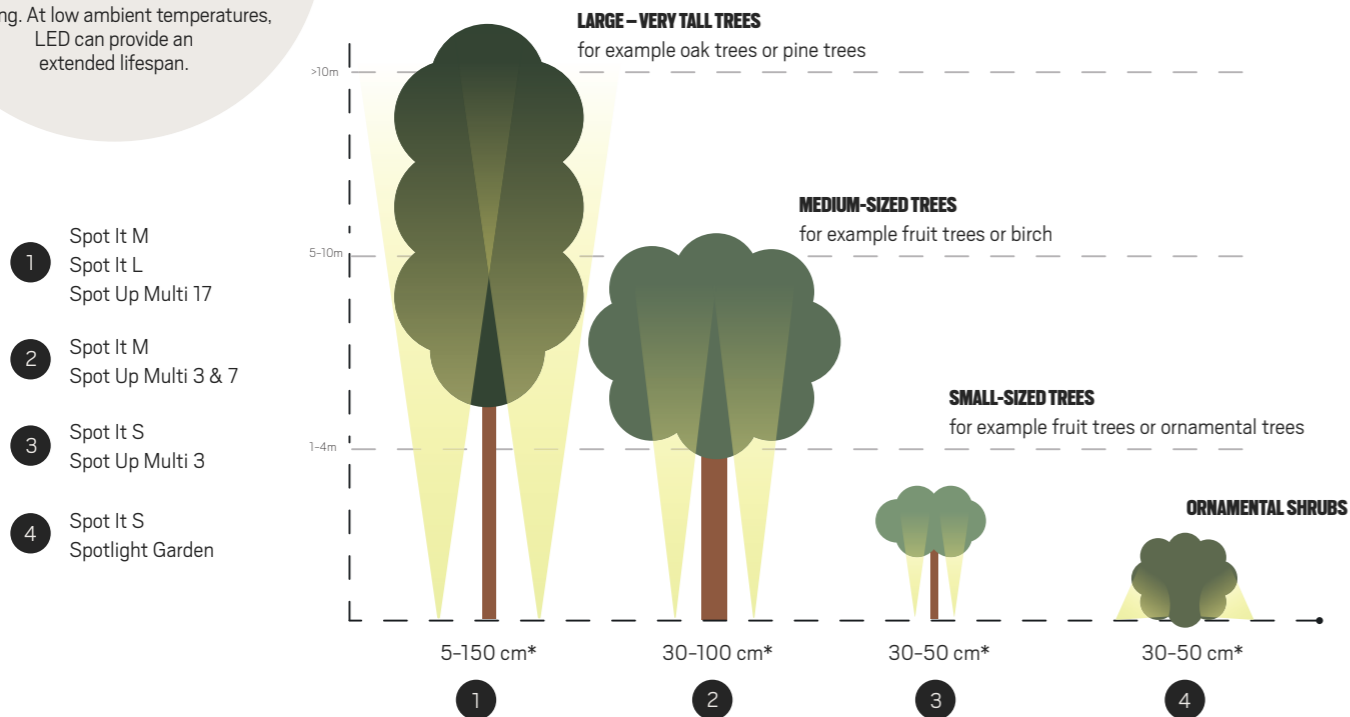 ng. At low ambient temperatures,
LED can provide an
extended lifespan.
1
Spot It M
Spot It L
Spot Up Multi 17
2
Spot It M
Spot Up Multi 3 & 7
3
Spot It S
Spot Up Multi 3
4
Spot It S
Spotlight Garden
LARGE – VERY TALL TREES
for example oak trees or pine trees
>10m
MEDIUM-SIZED TREES
for example fruit trees or birch
5-10m
SMALL-SIZED TREES
for example fruit trees or ornamental trees
1-4m
ORNAMENTAL SHRUBS
5-150 cm*
30-100 cm*
30-50 cm*
30-50 cm*
1
2
3
4